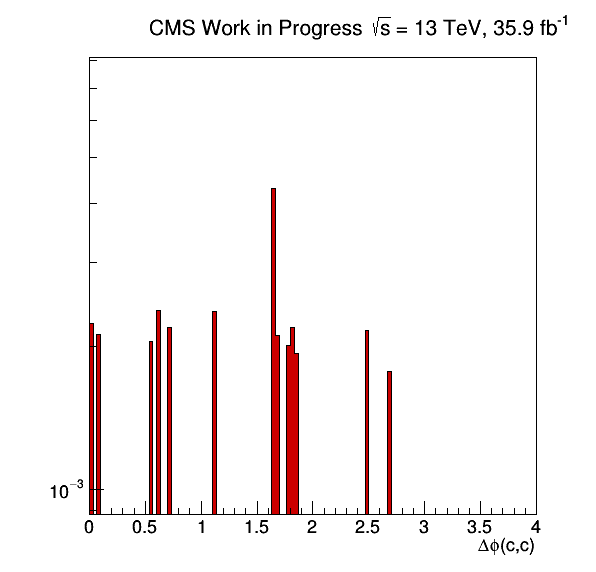 CMS Work in Progress √s = 13 TeV, 35.9 fb⁻¹
10⁻³
0 0.5 1 1.5 2 2.5 3 3.5 4
Δϕ(c,c)